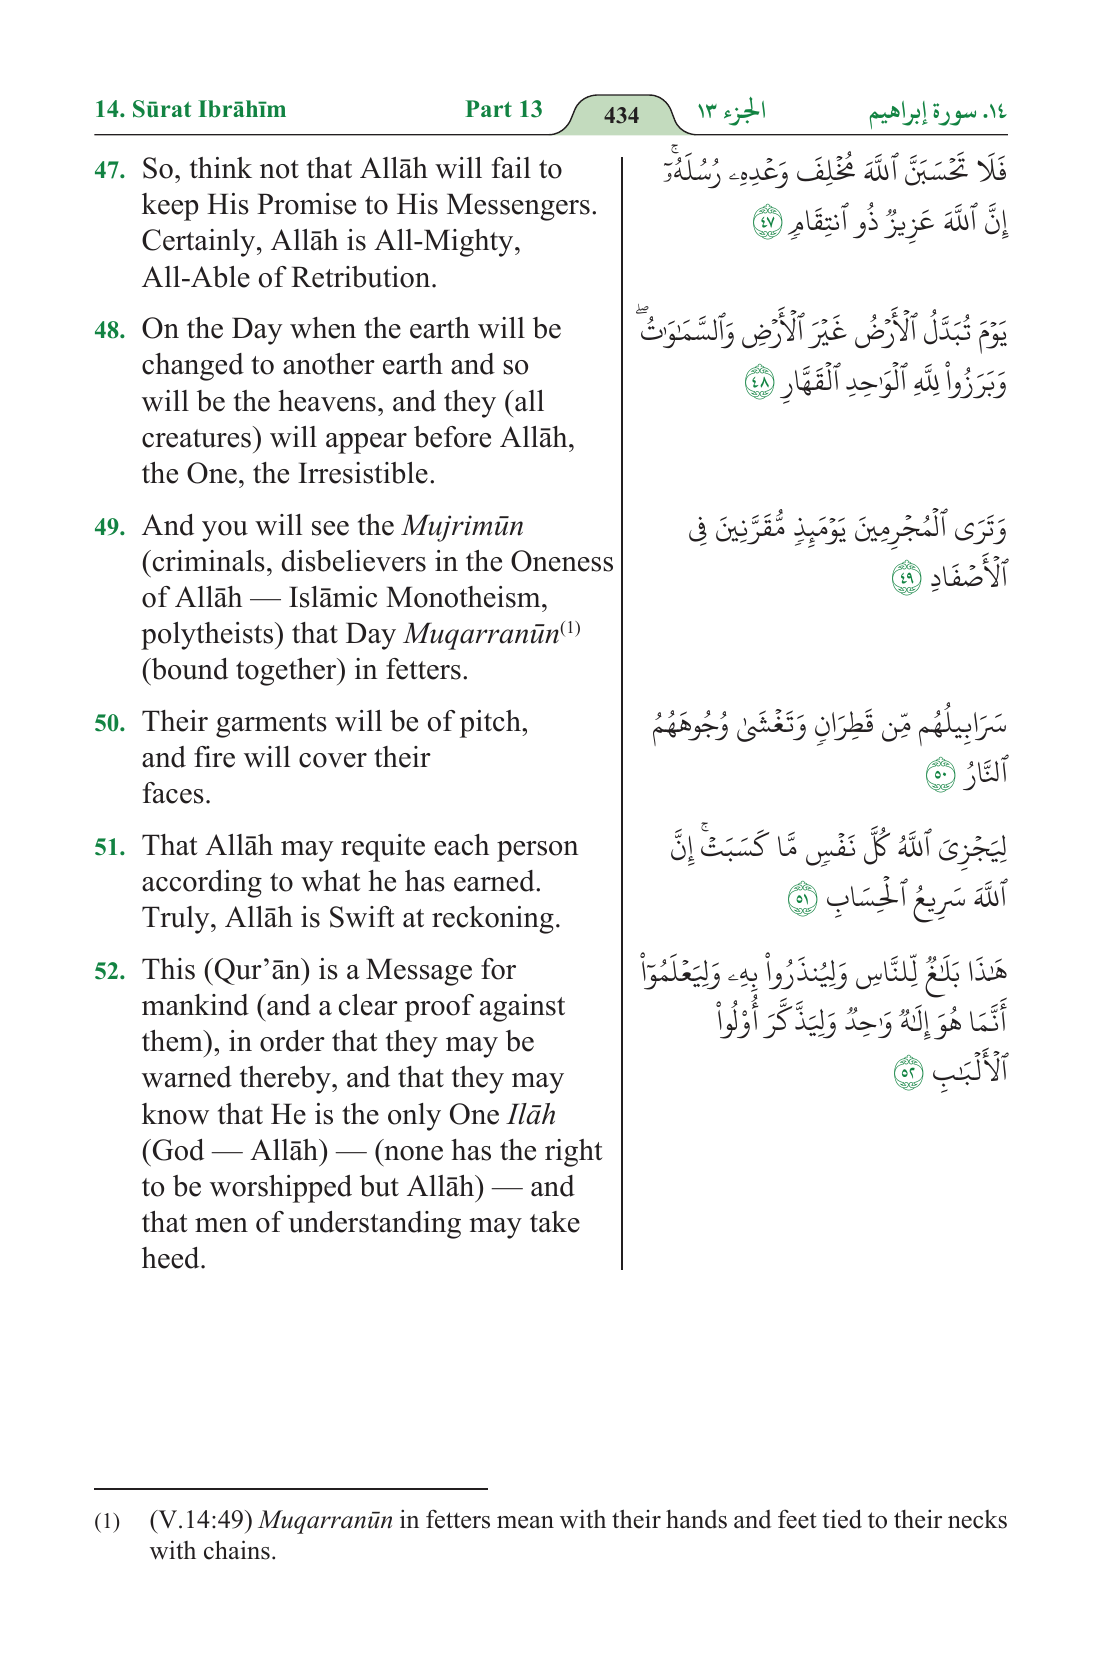 14. Sūrat Ibrāhīm Part 13 434 الجزء ١٣ ١٤. سورة إبراهيم
47. So, think not that Allāh will fail to
keep His Promise to His Messengers.
Certainly, Allāh is All-Mighty,
All-Able of Retribution.
48. On the Day when the earth will be
changed to another earth and so
will be the heavens, and they (all
creatures) will appear before Allāh,
the One, the Irresistible.
49. And you will see the Mujrimūn
(criminals, disbelievers in the Oneness
of Allāh — Islāmic Monotheism,
polytheists) that Day Muqarranūn(1)
(bound together) in fetters.
50. Their garments will be of pitch,
and fire will cover their
faces.
51. That Allāh may requite each person
according to what he has earned.
Truly, Allāh is Swift at reckoning.
52. This (Qur’ān) is a Message for
mankind (and a clear proof against
them), in order that they may be
warned thereby, and that they may
know that He is the only One Ilāh
(God — Allāh) — (none has the right
to be worshipped but Allāh) — and
that men of understanding may take
heed.
فَلَا تَحْسَبَنَّ ٱللَّهَ مُخْلِفَ وَعْدِهِۦ رُسُلَهُۥٓۚ
إِنَّ ٱللَّهَ عَزِيزٌ ذُو ٱنتِقَامٍ ٤٧
يَوْمَ تُبَدَّلُ ٱلْأَرْضُ غَيْرَ ٱلْأَرْضِ وَٱلسَّمَٰوَٰتُۖ
وَبَرَزُوا۟ لِلَّهِ ٱلْوَٰحِدِ ٱلْقَهَّارِ ٤٨
وَتَرَى ٱلْمُجْرِمِينَ يَوْمَئِذٍ مُّقَرَّنِينَ فِى
ٱلْأَصْفَادِ ٤٩
سَرَابِيلُهُم مِّن قَطِرَانٍ وَتَغْشَىٰ وُجُوهَهُمُ
ٱلنَّارُ ٥٠
لِيَجْزِىَ ٱللَّهُ كُلَّ نَفْسٍ مَّا كَسَبَتْۚ إِنَّ
ٱللَّهَ سَرِيعُ ٱلْحِسَابِ ٥١
هَٰذَا بَلَٰغٌ لِّلنَّاسِ وَلِيُنذَرُوا۟ بِهِۦ وَلِيَعْلَمُوٓا۟
أَنَّمَا هُوَ إِلَٰهٌ وَٰحِدٌ وَلِيَذَّكَّرَ أُو۟لُوا۟
ٱلْأَلْبَٰبِ ٥٢
(1) (V.14:49) Muqarranūn in fetters mean with their hands and feet tied to their necks
with chains.